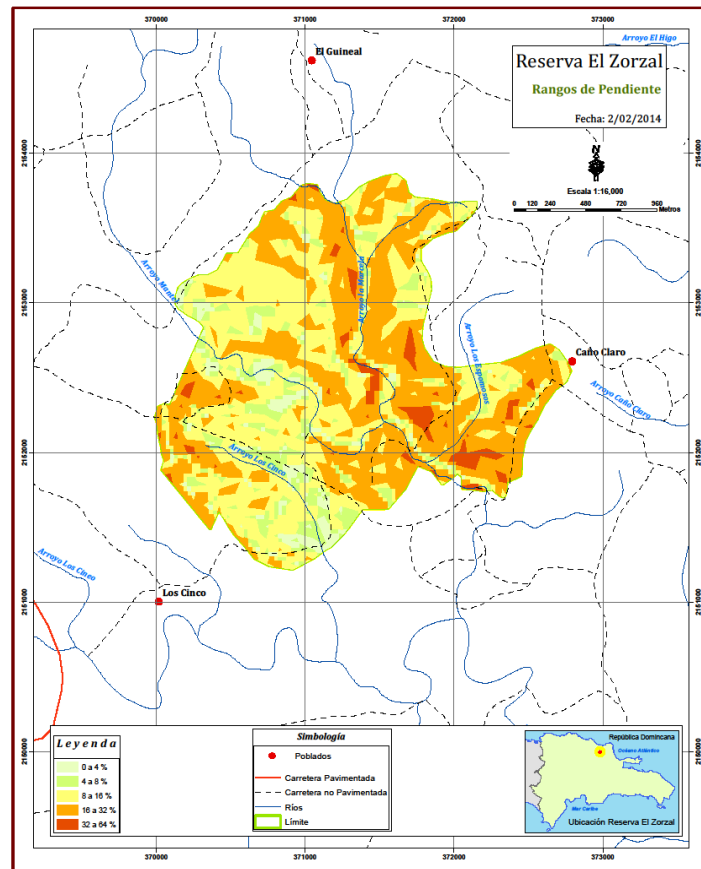 370000 371000 372000 373000
Arroyo El Higo
El Guineal
Reserva El Zorzal
Rangos de Pendiente
Fecha: 2/02/2014
N
Escala 1:16,000
0 120 240 480 720 960
Metros
2154000
2154000
Arroyo Mantel
Arroyo la Marcela
2153000
2153000
Arroyo Los Espumosos
Caño Claro
Arroyo Caño Claro
2152000
2152000
Arroyo Los Cinco
Arroyo Los Cinco
Los Cinco
2151000
2151000
2150000
2150000
Leyenda
0 a 4 %
4 a 8 %
8 a 16 %
16 a 32 %
32 a 64 %
Simbología
Poblados
Carretera Pavimentada
Carretera no Pavimentada
Ríos
Límite
República Dominicana
Océano Atlántico
Mar Caribe
Ubicación Reserva El Zorzal
370000 371000 372000 373000